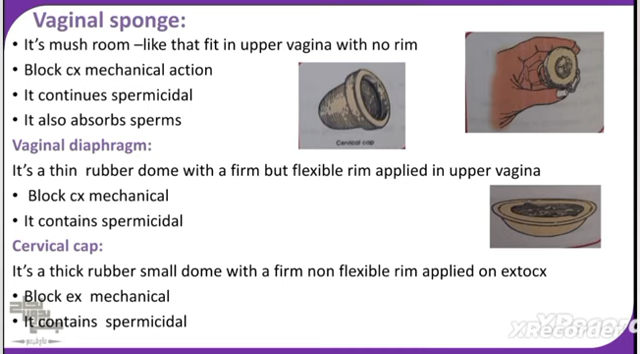 Vaginal sponge:
• It's mush room –like that fit in upper vagina with no rim
• Block cx mechanical action
• It continues spermicidal
• It also absorbs sperms
Cervical cap
Vaginal diaphragm:
It's a thin rubber dome with a firm but flexible rim applied in upper vagina
• Block cx mechanical
• It contains spermicidal
Cervical cap:
It's a thick rubber small dome with a firm non flexible rim applied on extocx
• Block ex mechanical
• It contains spermicidal
XRecorder